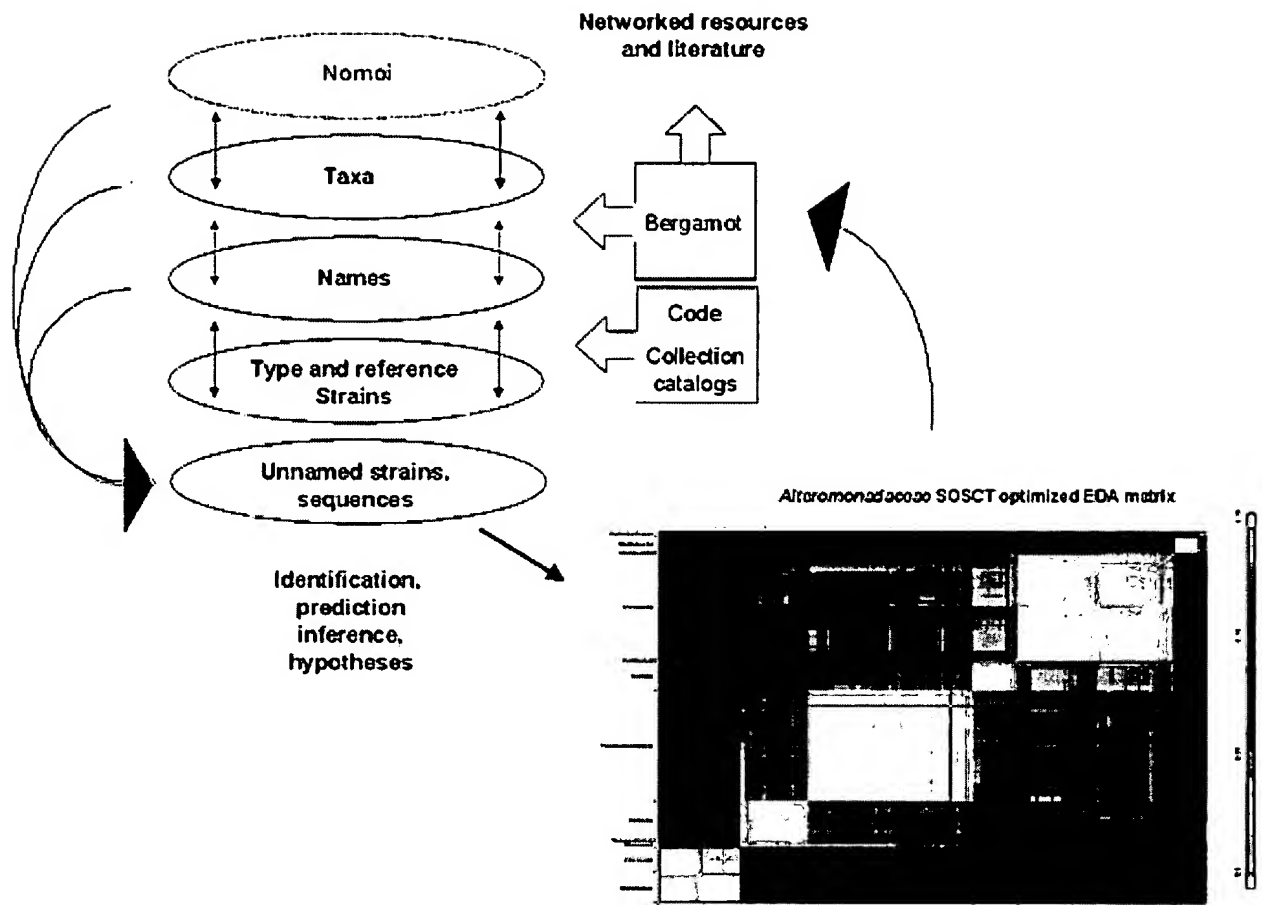 Networked resources
and literature
Nomoi
Taxa
Bergamot
Names
Code
Collection
catalogs
Type and reference
Strains
Unnamed strains,
sequences
Identification,
prediction
inference,
hypotheses
SOSCT optimized EDA matrix